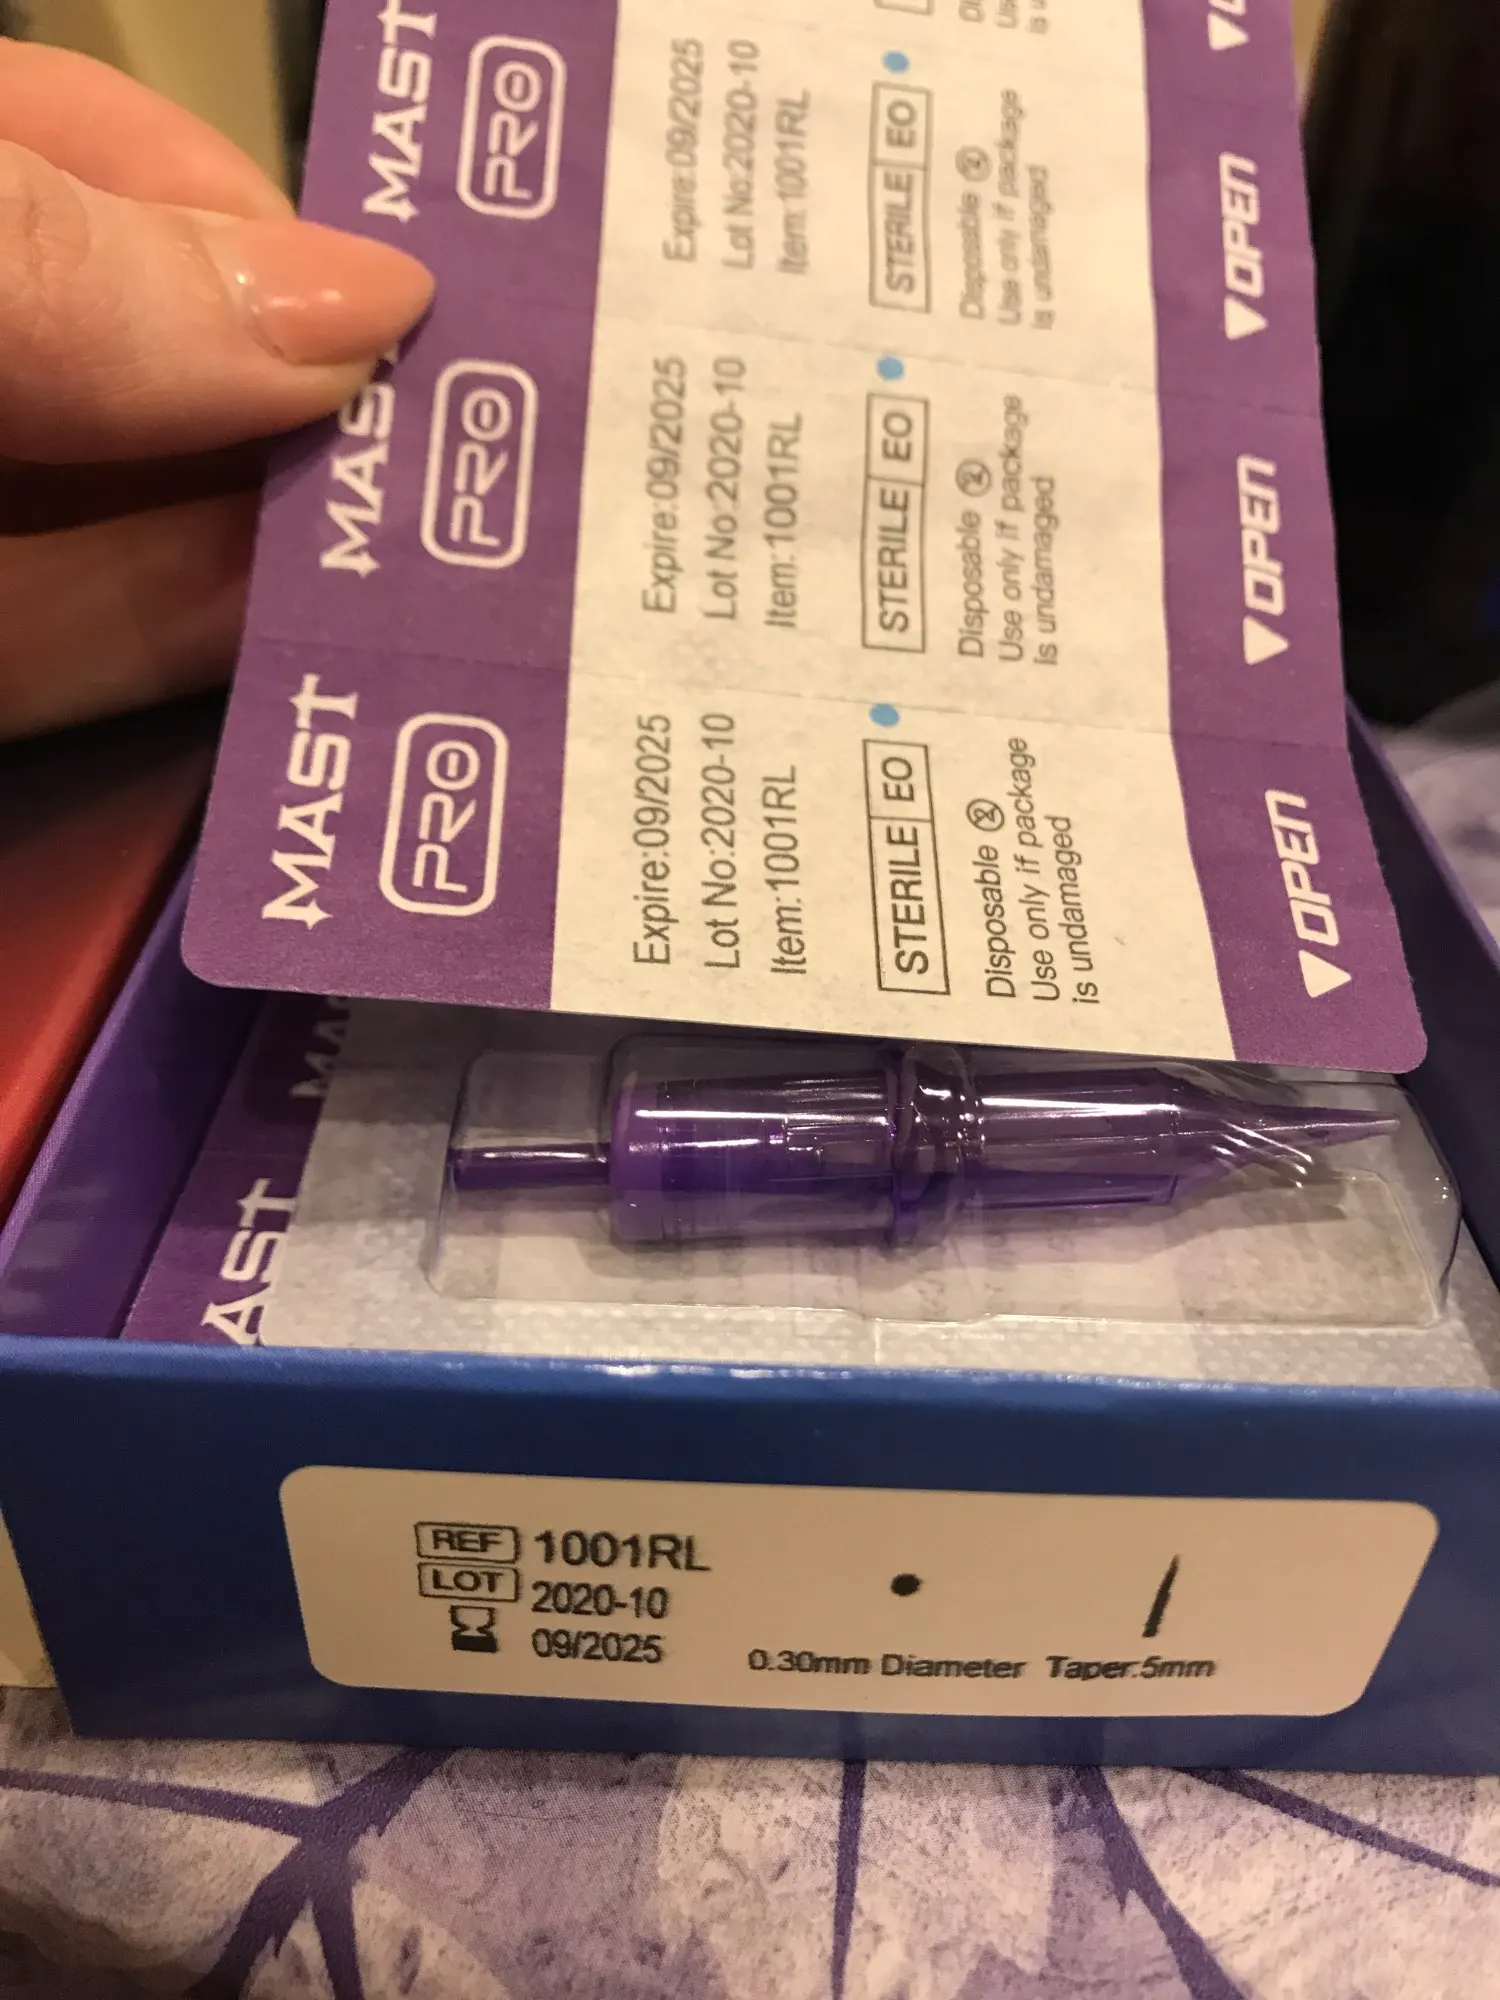 MAST
PRO
Expire:09/2025
Lot No:2020-10
Item:1001RL
STERILE EO
Disposable
Use only if package
is undamaged
OPEN
PRO
Expire:09/2025
Lot No:2020-10
Item:1001RL
STERILE EO
Disposable
Use only if package
is undamaged
OPEN
MAST
PRO
Expire:09/2025
Lot No:2020-10
Item:1001RL
STERILE EO
Disposable
Use only if package
is undamaged
OPEN
REF 1001RL
LOT 2020-10
09/2025
0.30mm Diameter Taper.5mm